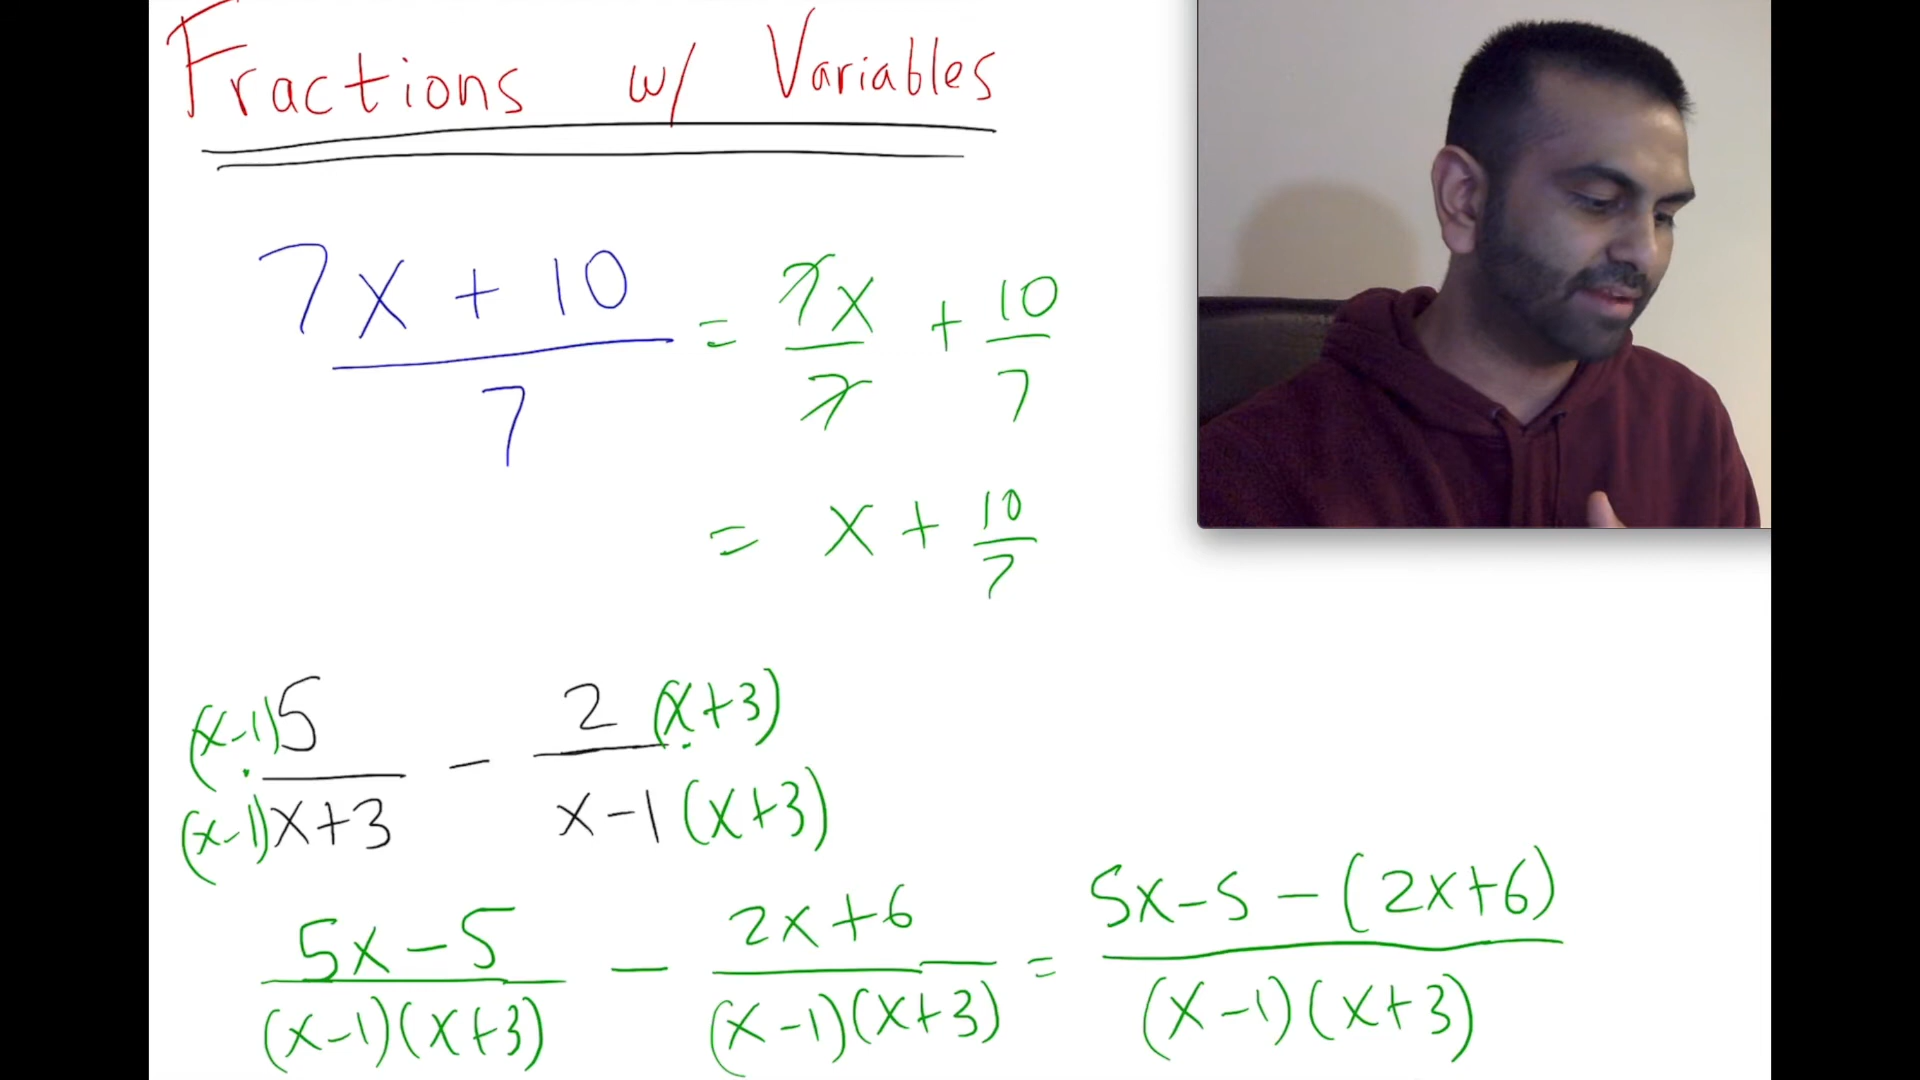 Fractions w/ Variables
7x + 10 / 7 = 7x / 7 + 10 / 7
= x + 10 / 7
(x-1)5 / (x-1)x+3 - 2(x+3) / x-1(x+3)
5x-5 / (x-1)(x+3) - 2x+6 / (x-1)(x+3) = 5x-5-(2x+6) / (x-1)(x+3)